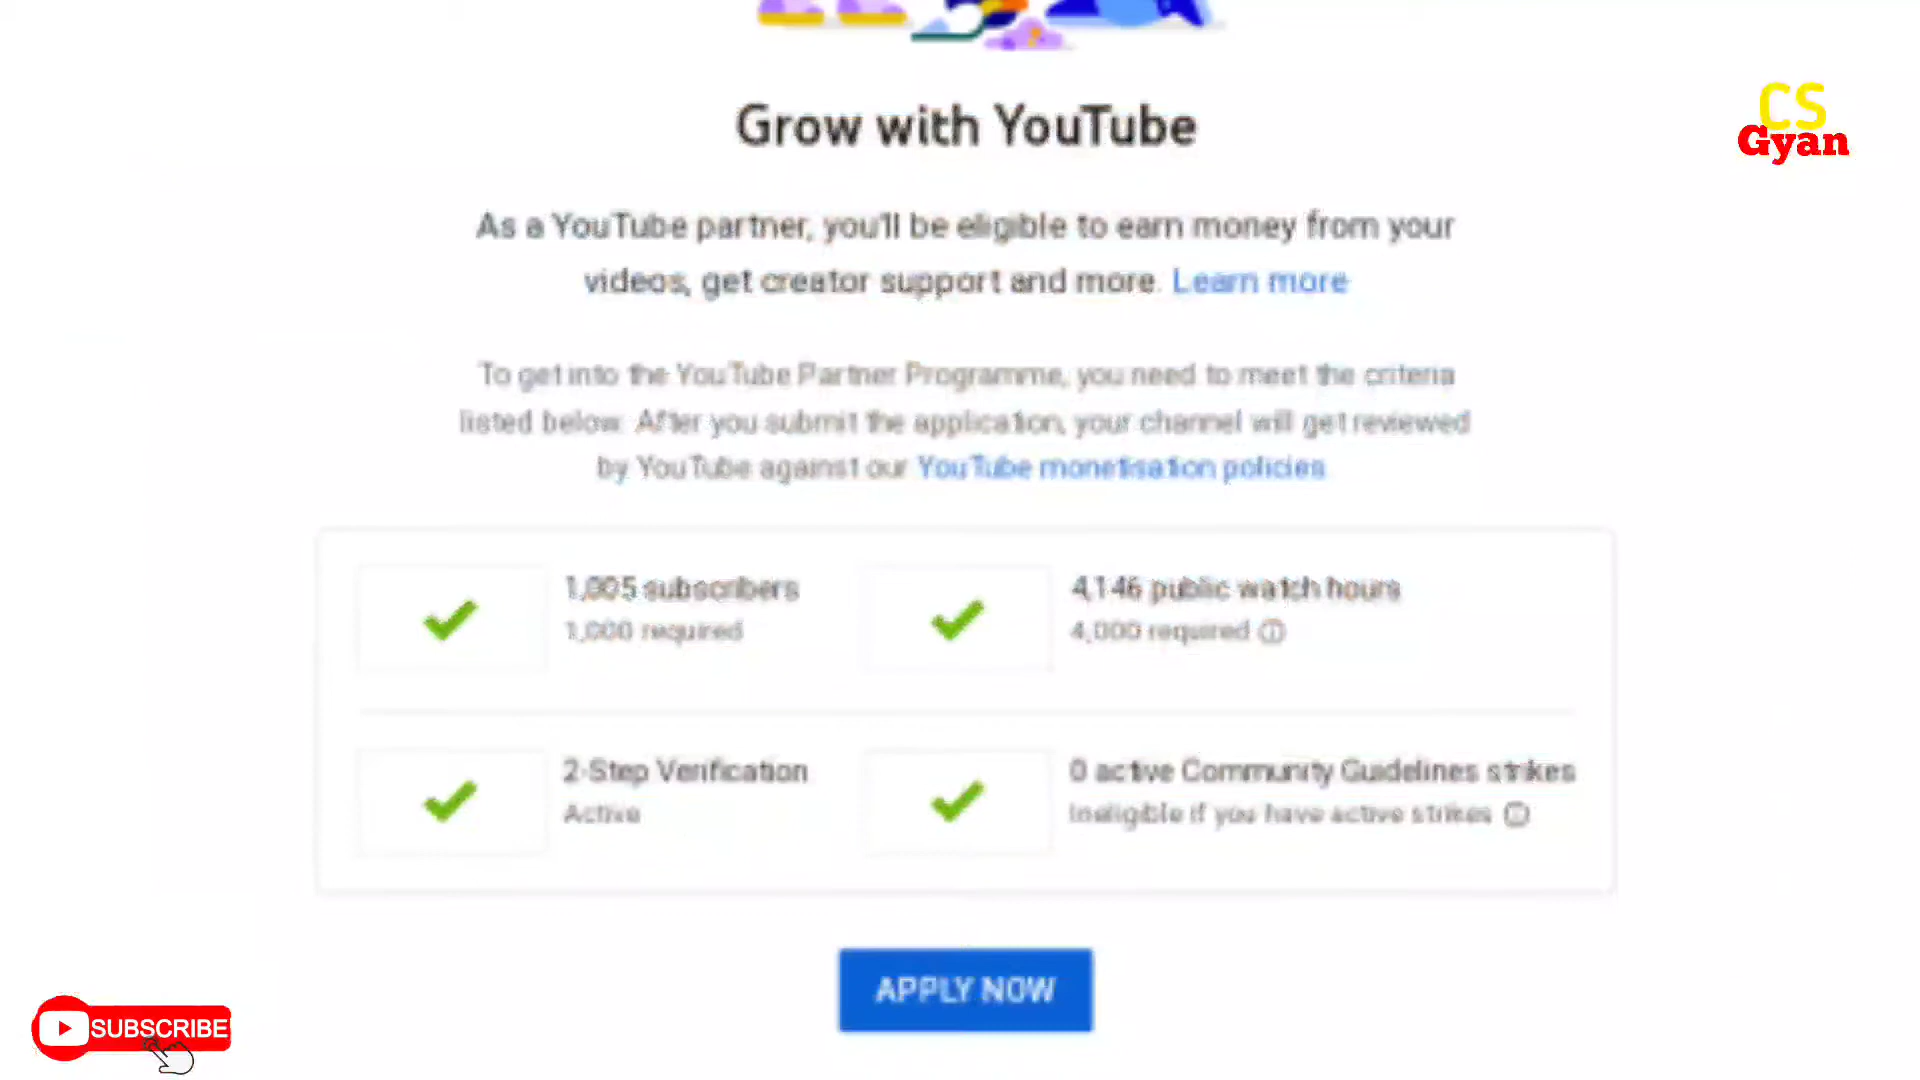 CS
Gyan
Grow with YouTube
As a YouTube partner, you'll be eligible to earn money from your
videos, get creator support and more. Learn more
To get into the YouTube Partner Programme, you need to meet the criteria
listed below. After you submit the application, your channel will get reviewed
by YouTube against our YouTube monetisation policies
1,005 subscribers
1,000 required
4,146 public watch hours
4,000 required
2-Step Verification
Active
0 active Community Guidelines strikes
Ineligible if you have active strikes
APPLY NOW
SUBSCRIBE